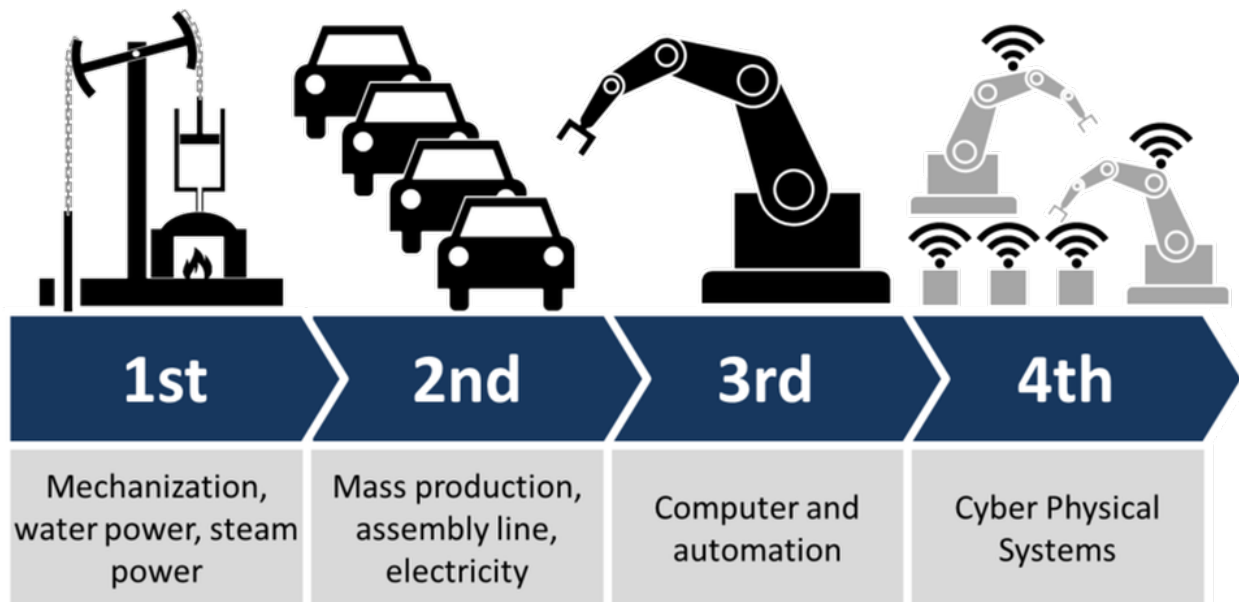 1st
2nd
3rd
4th
Mechanization,
water power, steam
power
Mass production,
assembly line,
electricity
Computer and
automation
Cyber Physical
Systems